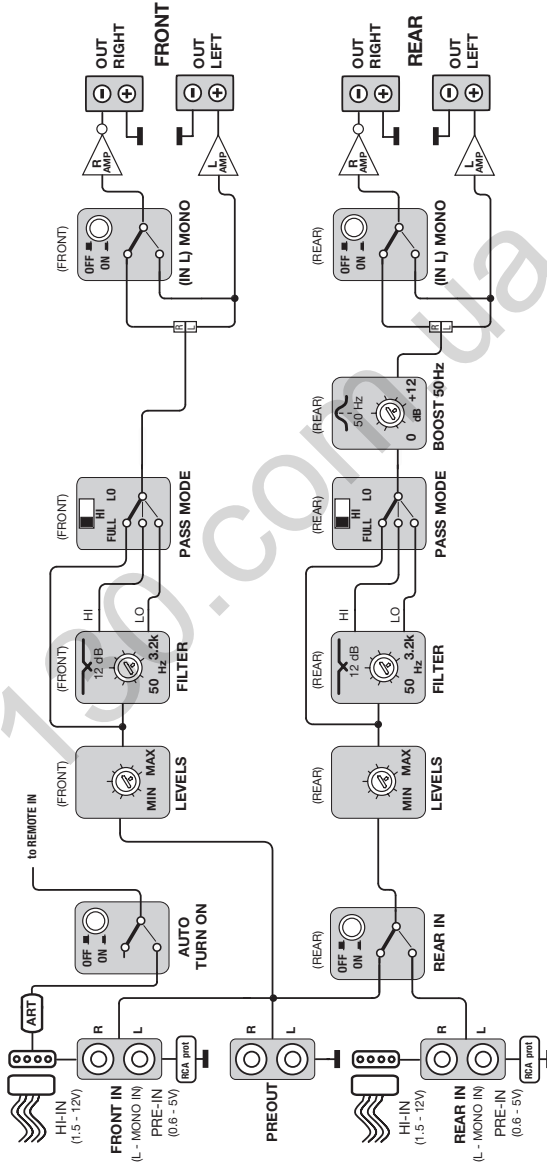 HI-IN
(1.5 - 12V)
ART
FRONT IN
(L - MONO IN)
PRE-IN
(0.6 - 5V)
R
L
RCA prot
AUTO
TURN ON
OFF
ON
to REMOTE IN
(FRONT)
MIN MAX
LEVELS
(FRONT)
12 dB
50 Hz 3.2k
FILTER
HI
LO
(FRONT)
FULL HI LO
PASS MODE
R
L
(FRONT)
OFF
ON
(IN L) MONO
R
AMP
L
AMP
OUT
RIGHT
FRONT
OUT
LEFT
PREOUT
R
L
HI-IN
(1.5 - 12V)
REAR IN
(L - MONO IN)
PRE-IN
(0.6 - 5V)
R
L
RCA prot
(REAR)
OFF
ON
REAR IN
(REAR)
MIN MAX
LEVELS
(REAR)
12 dB
50 Hz 3.2k
FILTER
HI
LO
(REAR)
FULL HI LO
PASS MODE
(REAR)
50 Hz
0 dB +12
BOOST 50Hz
R
L
(REAR)
OFF
ON
(IN L) MONO
R
AMP
L
AMP
OUT
RIGHT
REAR
OUT
LEFT
130.com.ua